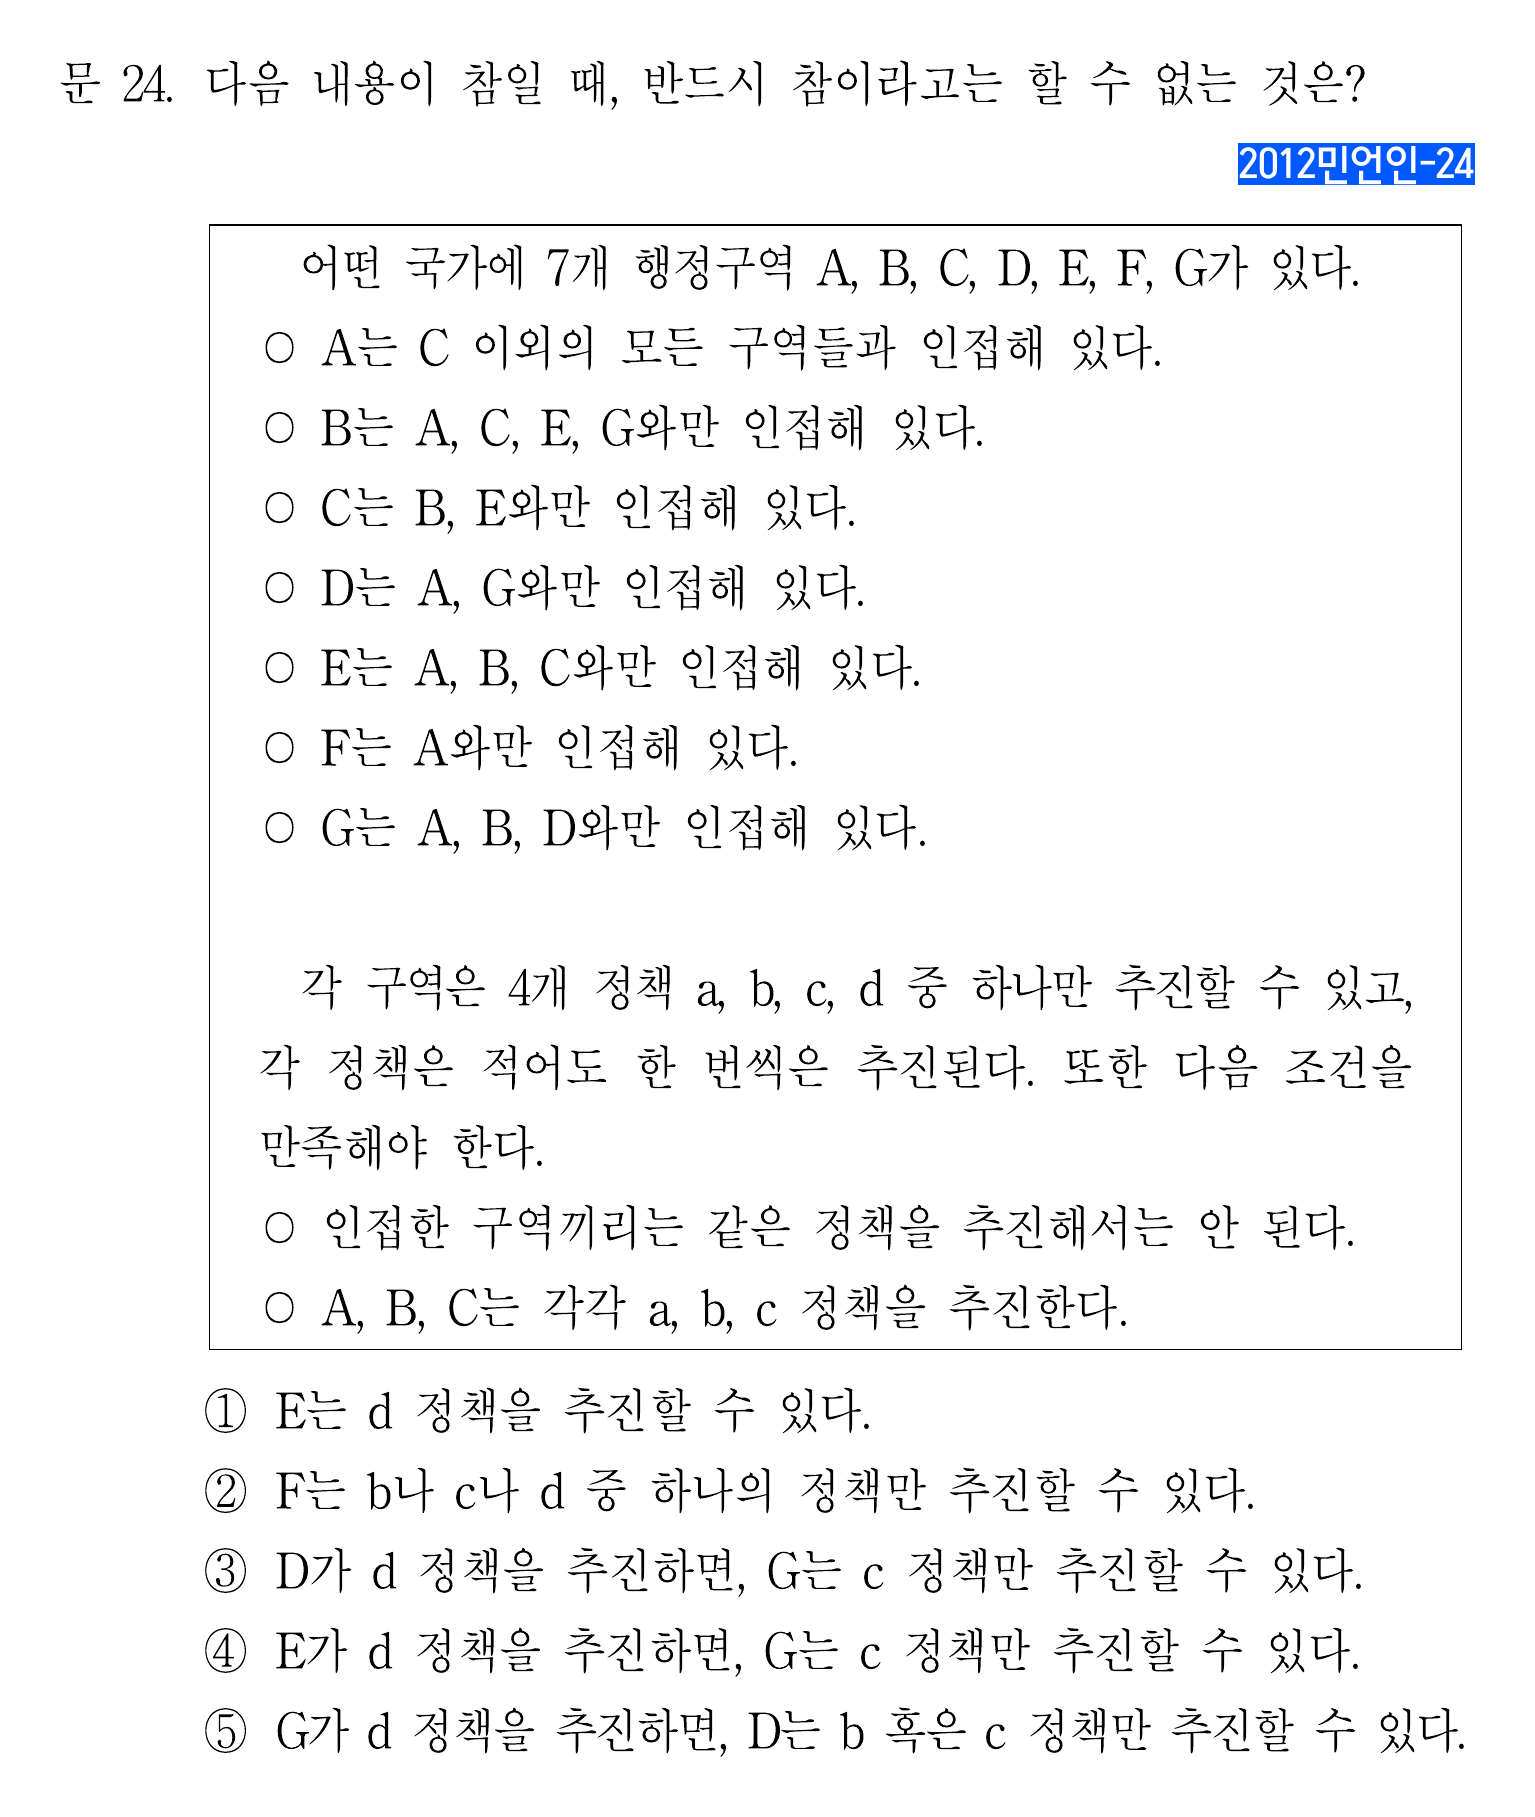 문 24. 다음 내용이 참일 때, 반드시 참이라고는 할 수 없는 것은?
2012민언인-24
어떤 국가에 7개 행정구역 A, B, C, D, E, F, G가 있다.
○ A는 C 이외의 모든 구역들과 인접해 있다.
○ B는 A, C, E, G와만 인접해 있다.
○ C는 B, E와만 인접해 있다.
○ D는 A, G와만 인접해 있다.
○ E는 A, B, C와만 인접해 있다.
○ F는 A와만 인접해 있다.
○ G는 A, B, D와만 인접해 있다.
각 구역은 4개 정책 a, b, c, d 중 하나만 추진할 수 있고,
각 정책은 적어도 한 번씩은 추진된다. 또한 다음 조건을
만족해야 한다.
○ 인접한 구역끼리는 같은 정책을 추진해서는 안 된다.
○ A, B, C는 각각 a, b, c 정책을 추진한다.
① E는 d 정책을 추진할 수 있다.
② F는 b나 c나 d 중 하나의 정책만 추진할 수 있다.
③ D가 d 정책을 추진하면, G는 c 정책만 추진할 수 있다.
④ E가 d 정책을 추진하면, G는 c 정책만 추진할 수 있다.
⑤ G가 d 정책을 추진하면, D는 b 혹은 c 정책만 추진할 수 있다.